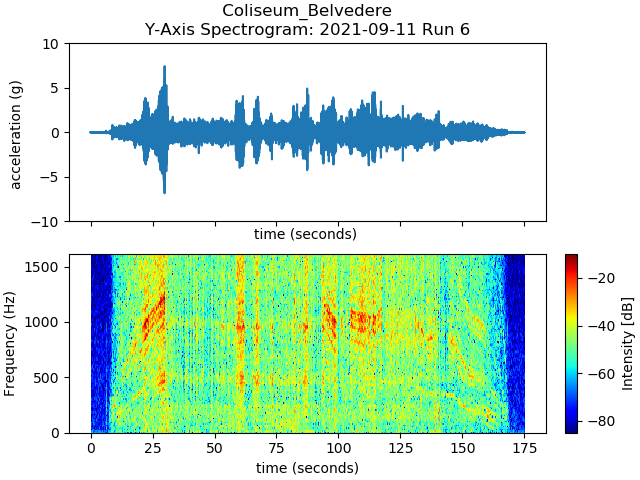 Coliseum_Belvedere
Y-Axis Spectrogram: 2021-09-11 Run 6
10
5
0
−5
−10
acceleration (g)
time (seconds)
1500
1000
500
0
Frequency (Hz)
0 25 50 75 100 125 150 175
time (seconds)
−20
−40
−60
−80
Intensity [dB]